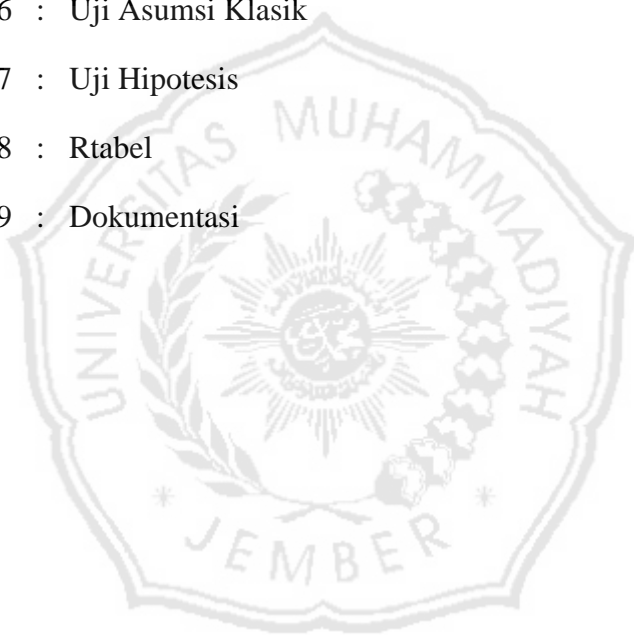 6 : Uji Asumsi Klasik
7 : Uji Hipotesis
8 : Rtabel
9 : Dokumentasi
UNIVERSITAS MUHAMMADIYAH
* JEMBER *